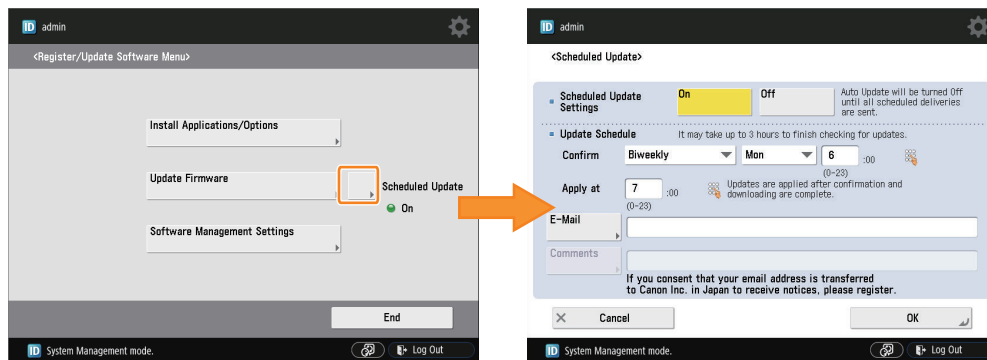 ID admin
<Register/Update Software Menu>
Install Applications/Options
Update Firmware
Scheduled Update
On
Software Management Settings
End
ID System Management mode.
Log Out
ID admin
<Scheduled Update>
Scheduled Update
Settings
On
Off
Auto Update will be turned Off
until all scheduled deliveries
are sent.
Update Schedule
It may take up to 3 hours to finish checking for updates.
Confirm
Biweekly
Mon
6
:00
(0-23)
Apply at
7
:00
(0-23)
Updates are applied after confirmation and
downloading are complete.
E-Mail
Comments
If you consent that your email address is transferred
to Canon Inc. in Japan to receive notices, please register.
Cancel
OK
ID System Management mode.
Log Out